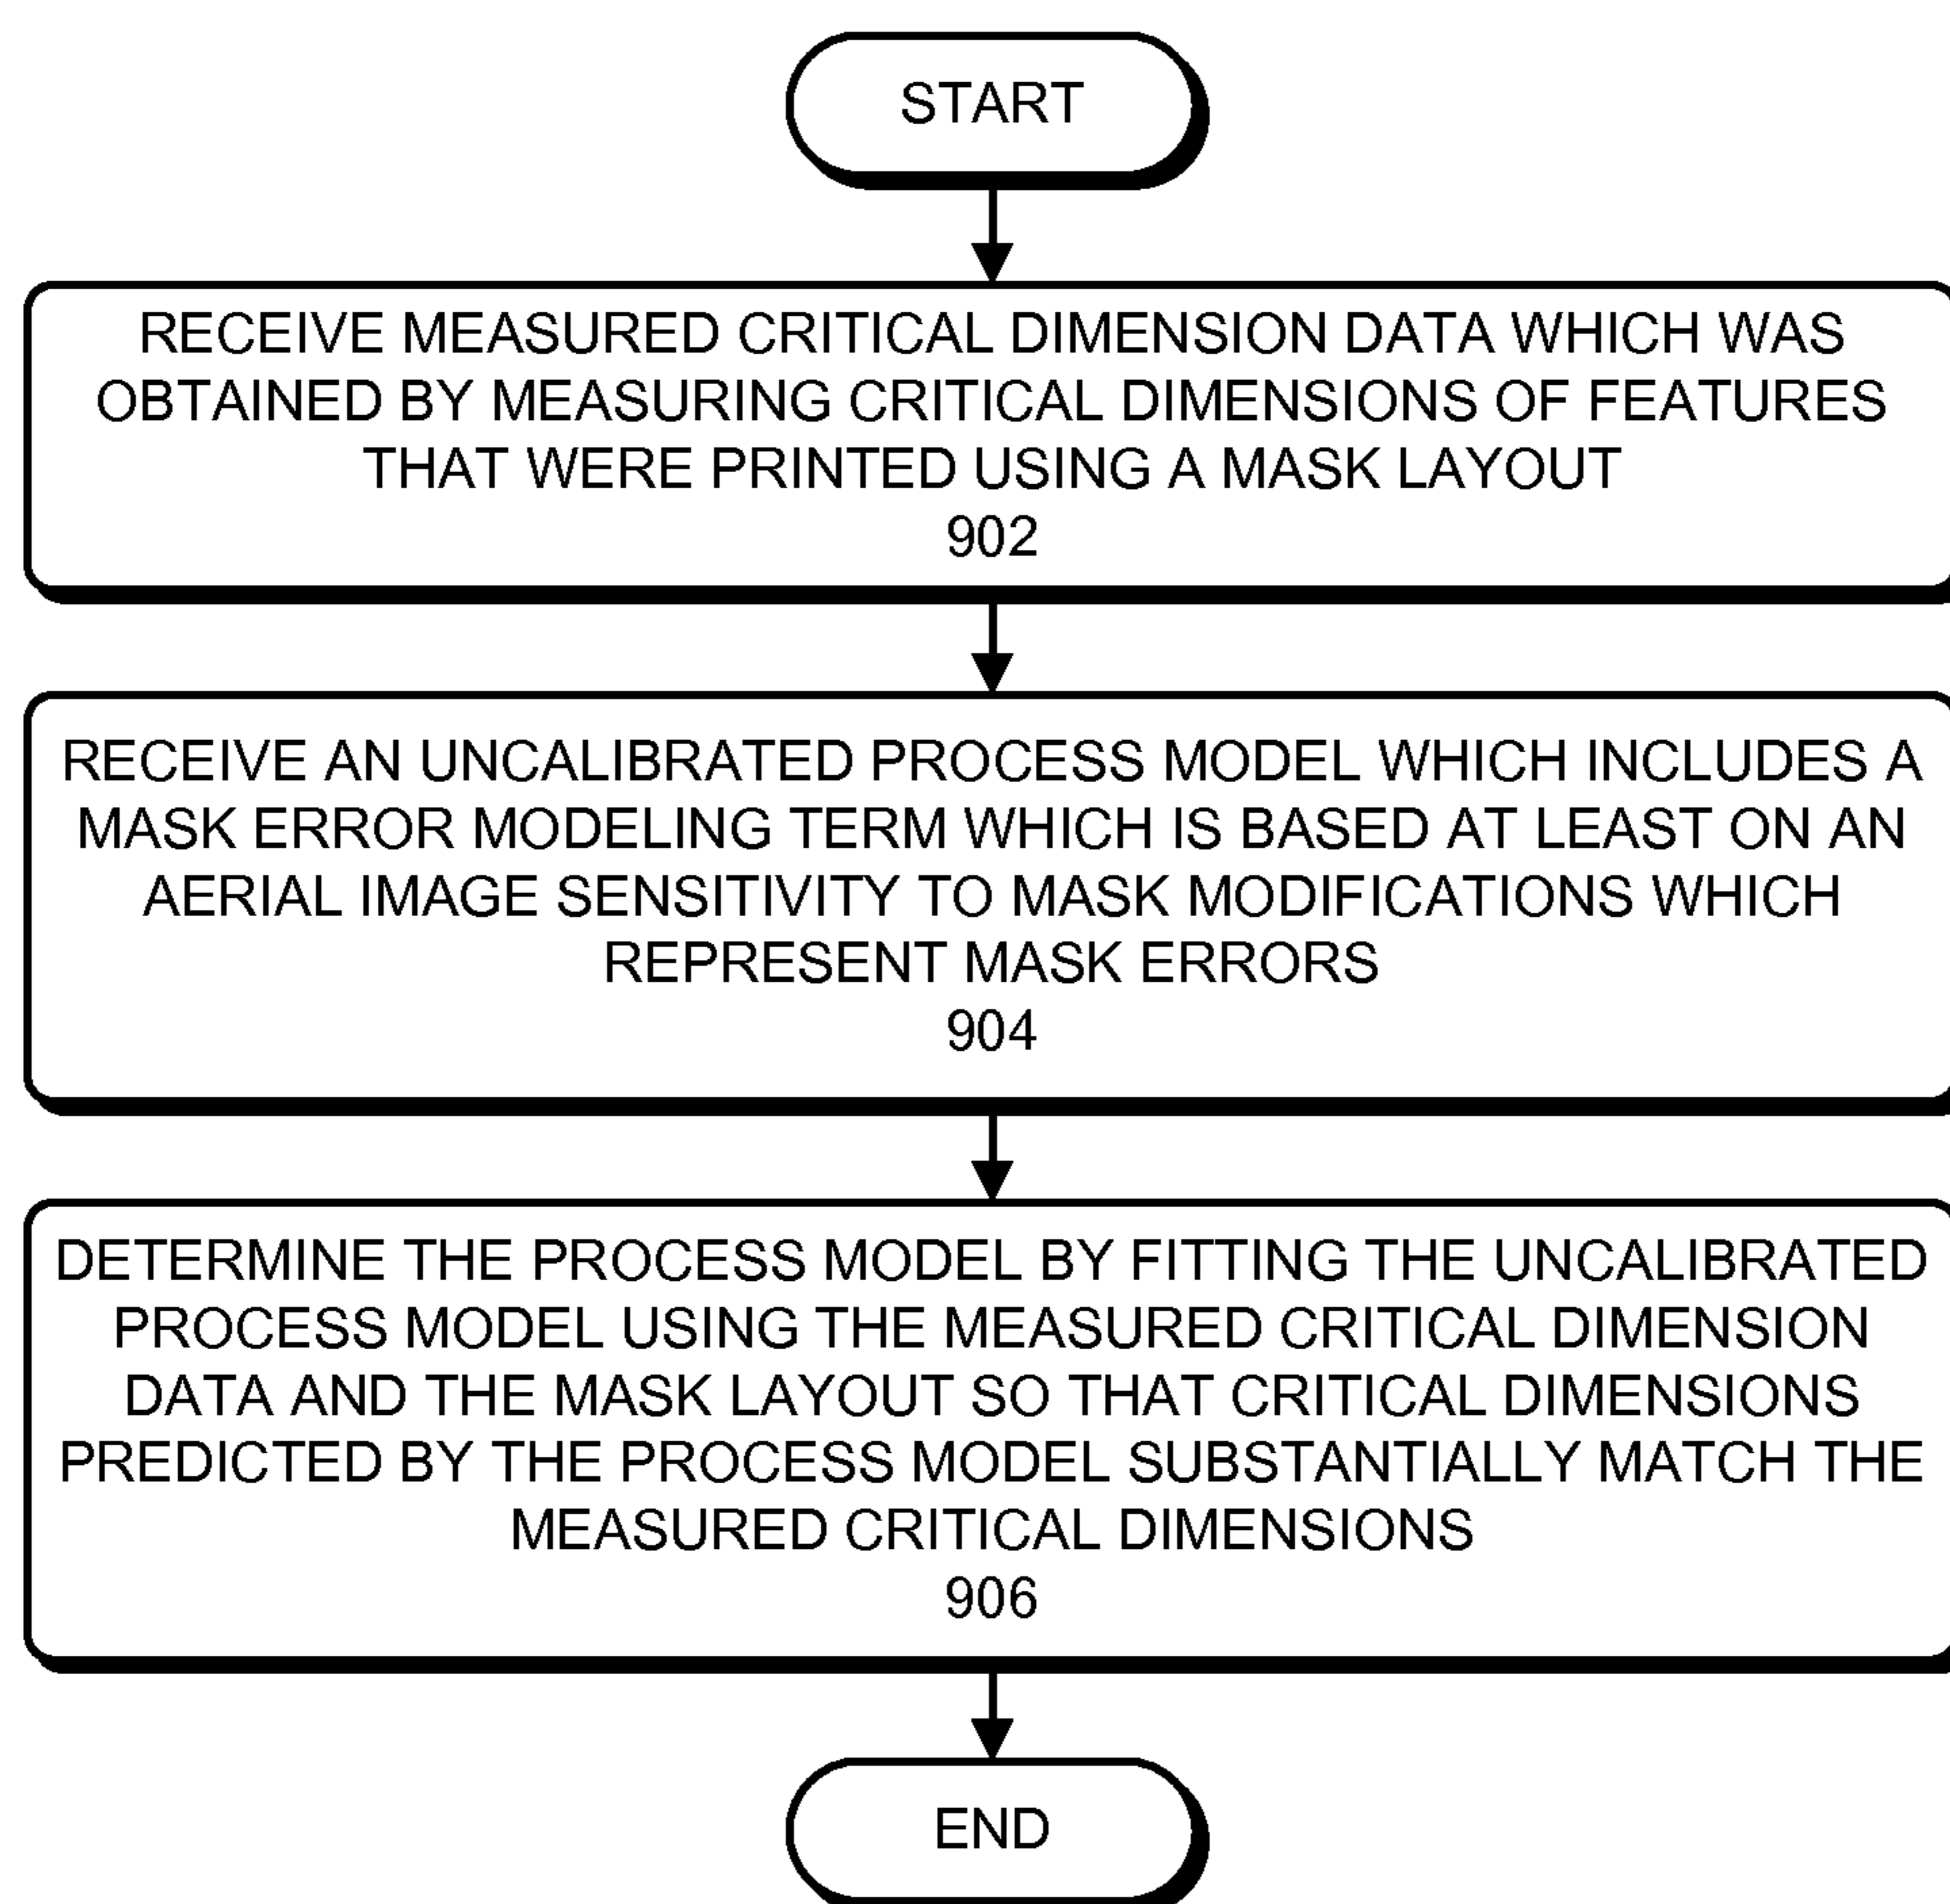 START
RECEIVE MEASURED CRITICAL DIMENSION DATA WHICH WAS
OBTAINED BY MEASURING CRITICAL DIMENSIONS OF FEATURES
THAT WERE PRINTED USING A MASK LAYOUT
902
RECEIVE AN UNCALIBRATED PROCESS MODEL WHICH INCLUDES A
MASK ERROR MODELING TERM WHICH IS BASED AT LEAST ON AN
AERIAL IMAGE SENSITIVITY TO MASK MODIFICATIONS WHICH
REPRESENT MASK ERRORS
904
DETERMINE THE PROCESS MODEL BY FITTING THE UNCALIBRATED
PROCESS MODEL USING THE MEASURED CRITICAL DIMENSION
DATA AND THE MASK LAYOUT SO THAT CRITICAL DIMENSIONS
PREDICTED BY THE PROCESS MODEL SUBSTANTIALLY MATCH THE
MEASURED CRITICAL DIMENSIONS
906
END